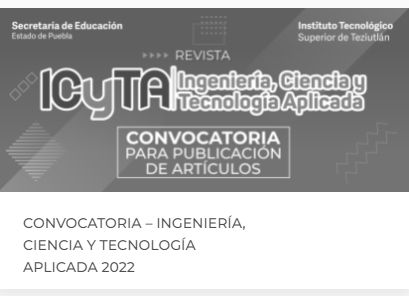 Secretaría de Educación
Estado de Puebla
Instituto Tecnológico
Superior de Teziutlán
REVISTA
ICyTA Ingeniería, Ciencia y
Tecnología Aplicada
CONVOCATORIA
PARA PUBLICACIÓN
DE ARTÍCULOS
CONVOCATORIA – INGENIERÍA,
CIENCIA Y TECNOLOGÍA
APLICADA 2022